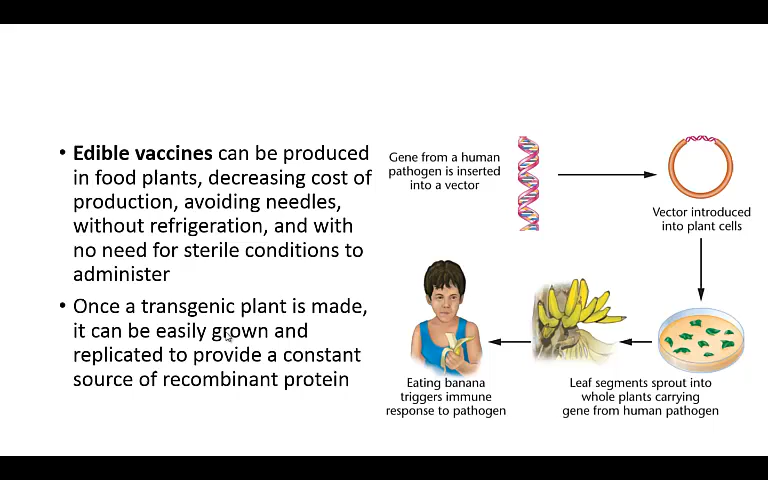 • Edible vaccines can be produced
in food plants, decreasing cost of
production, avoiding needles,
without refrigeration, and with
no need for sterile conditions to
administer
• Once a transgenic plant is made,
it can be easily grown and
replicated to provide a constant
source of recombinant protein
Gene from a human
pathogen is inserted
into a vector
Vector introduced
into plant cells
Leaf segments sprout into
whole plants carrying
gene from human pathogen
Eating banana
triggers immune
response to pathogen